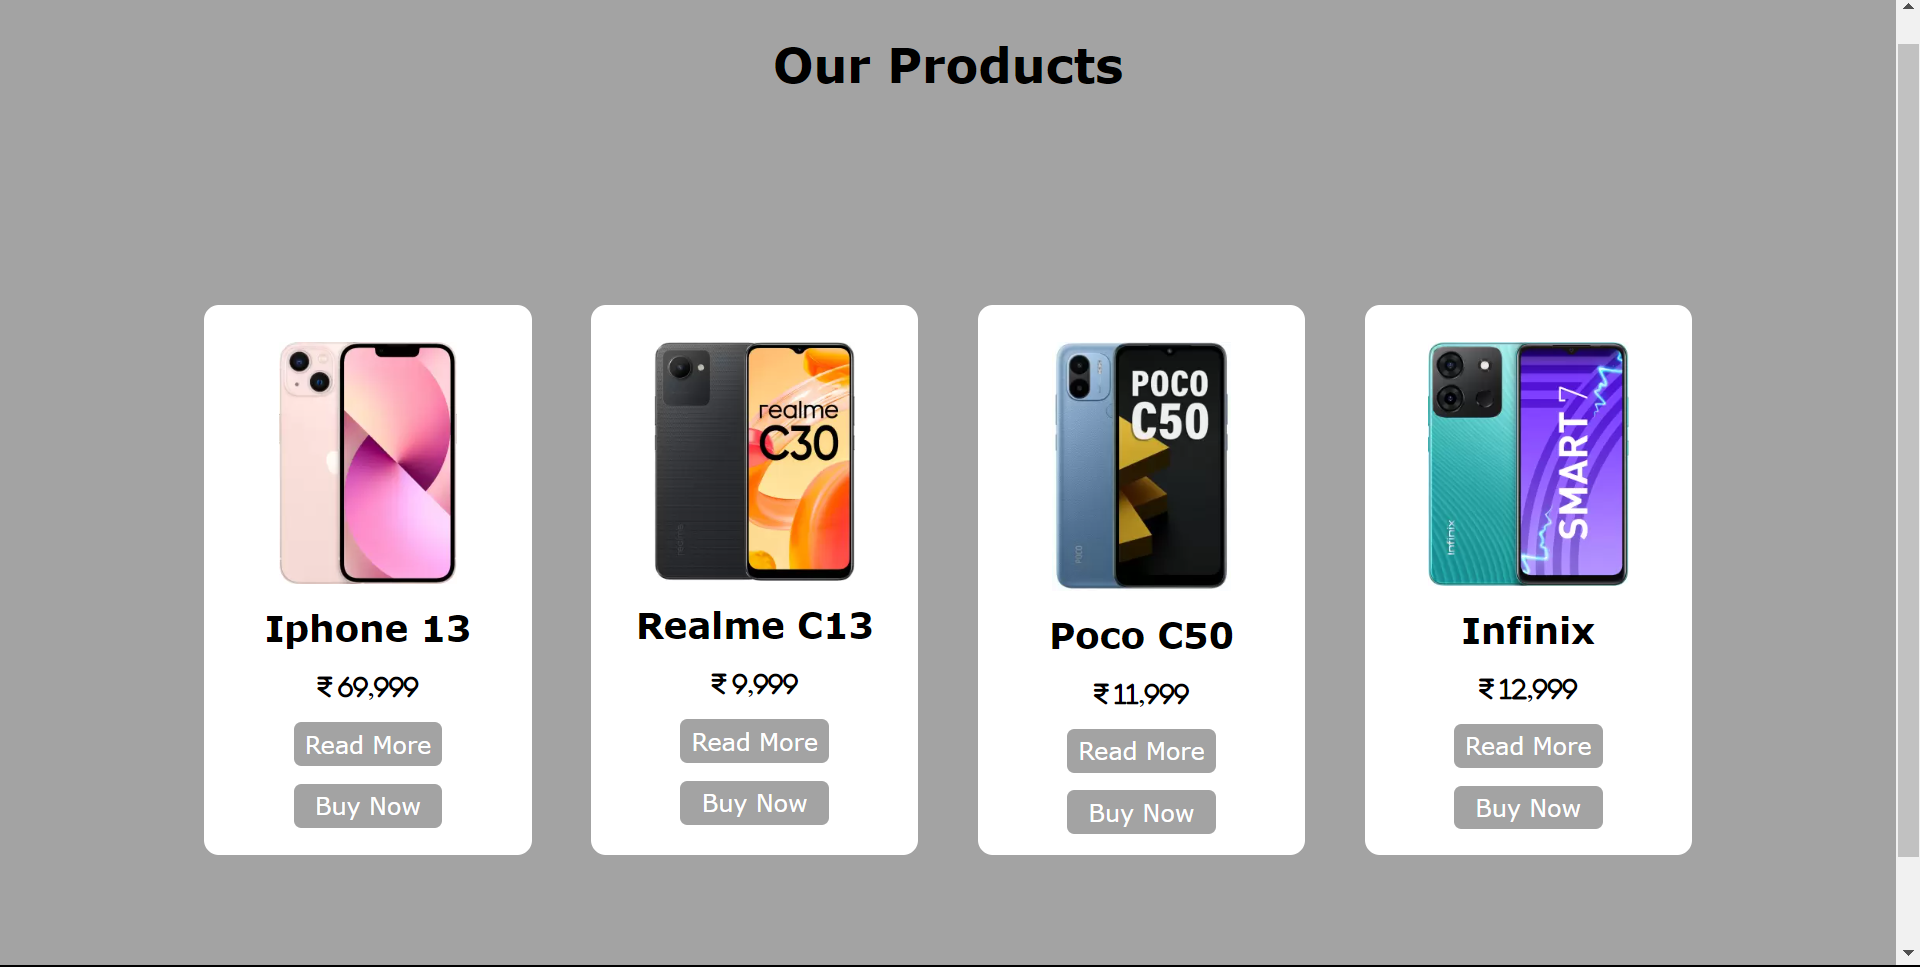 Our Products
realme
C30
POCO
C50
POCO
SMART 7
Infinix
Iphone 13
Realme C13
Poco C50
Infinix
₹ 69,999
₹ 9,999
₹ 11,999
₹ 12,999
Read More
Read More
Read More
Read More
Buy Now
Buy Now
Buy Now
Buy Now